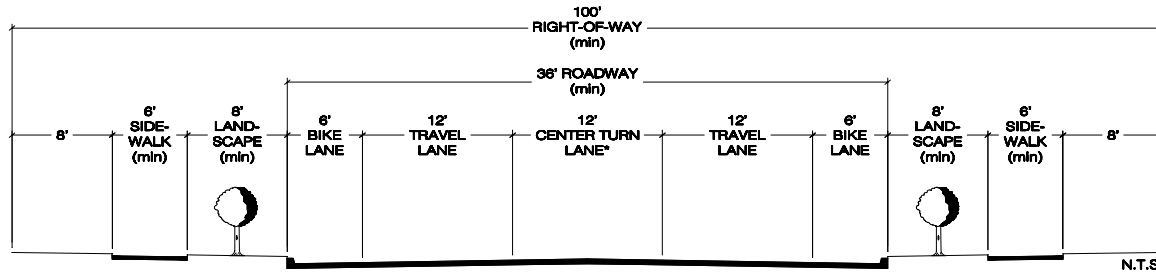 100'
RIGHT-OF-WAY
(min)
36' ROADWAY
(min)
8'
6'
SIDE-
WALK
(min)
8'
LAND-
SCAPE
(min)
6'
BIKE
LANE
12'
TRAVEL
LANE
12'
CENTER TURN
LANE*
12'
TRAVEL
LANE
6'
BIKE
LANE
8'
LAND-
SCAPE
(min)
6'
SIDE-
WALK
(min)
8'
N.T.S